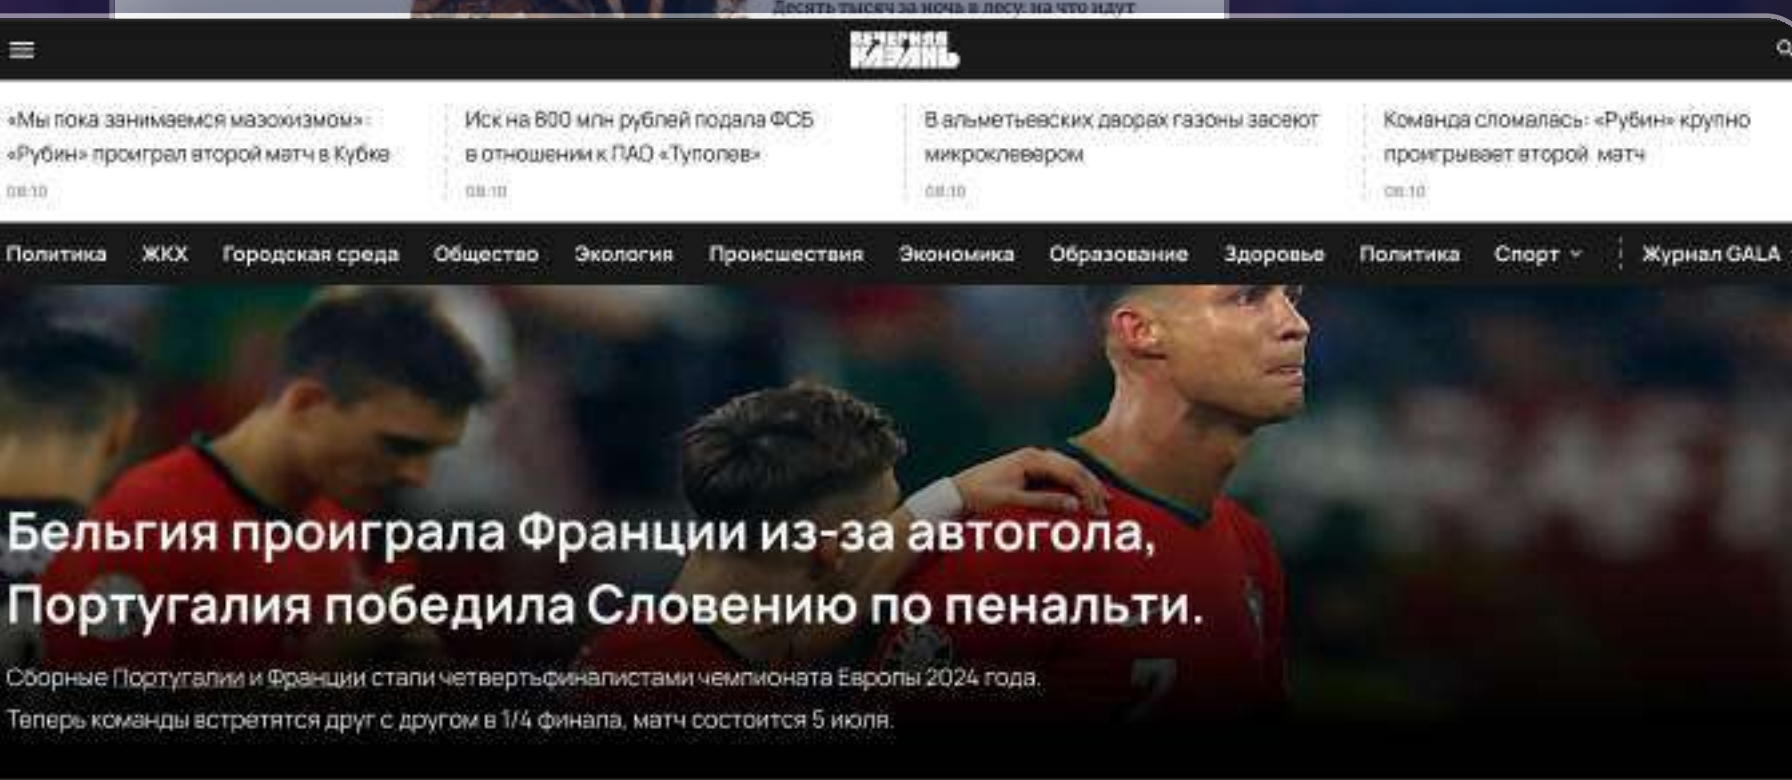 Десять тысяч за ночь в лесу: на что идут
ВЕЧЕРНЯЯ
КАЗАНЬ
«Мы пока занимаемся мазохизмом»:
«Рубин» проиграл второй матч в Кубке
08:10
Иск на 800 млн рублей подала ФСБ
в отношении к ПАО «Туполев»
08:10
В альметьевских дворах газоны засеют
микроклевером
08:10
Команда сломалась: «Рубин» крупно
проигрывает второй матч
08:10
Политика ЖКХ Городская среда Общество Экология Происшествия Экономика Образование Здоровье Политика Спорт Журнал GALA
Бельгия проиграла Франции из-за автогола,
Португалия победила Словению по пенальти.
Сборные Португалии и Франции стали четвертьфиналистами чемпионата Европы 2024 года.
Теперь команды встретятся друг с другом в 1/4 финала, матч состоится 5 июля.
7